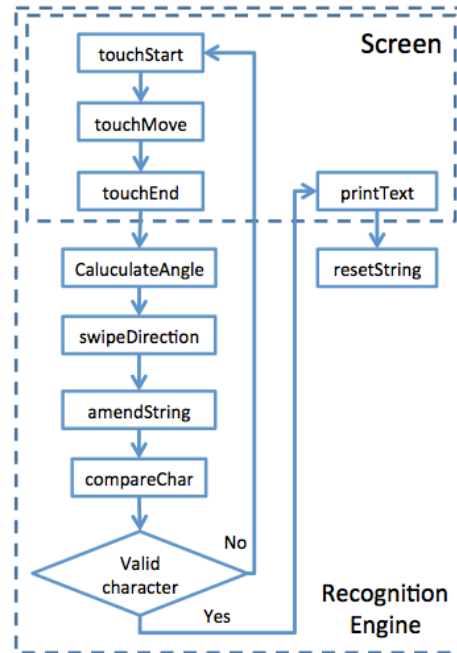 Screen
touchStart
touchMove
touchEnd
printText
CaluculateAngle
resetString
swipeDirection
amendString
compareChar
No
Valid
character
Yes
Recognition
Engine